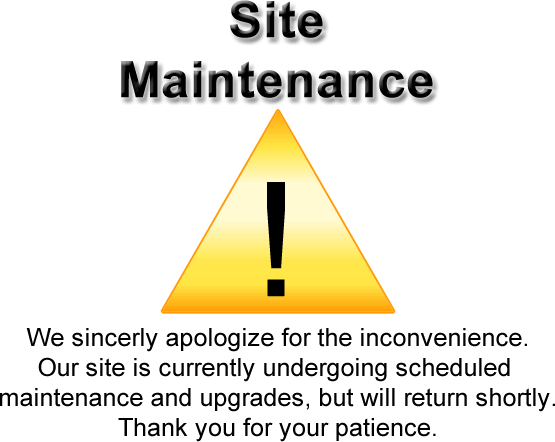 Site
Maintenance
!
We sincerly apologize for the inconvenience.
Our site is currently undergoing scheduled
maintenance and upgrades, but will return shortly.
Thank you for your patience.